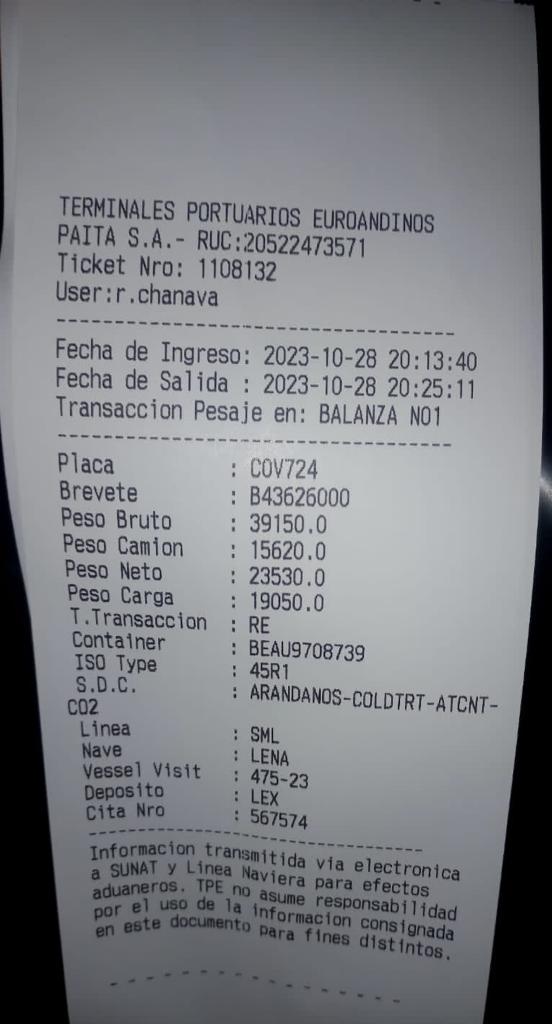 TERMINALES PORTUARIOS EUROANDINOS
PAITA S.A.- RUC:20522473571
Ticket Nro: 1108132
User:r.chanava
Fecha de Ingreso: 2023-10-28 20:13:40
Fecha de Salida : 2023-10-28 20:25:11
Transaccion Pesaje en: BALANZA NO1
Placa : COV724
Brevete : B43626000
Peso Bruto : 39150.0
Peso Camion : 15620.0
Peso Neto : 23530.0
Peso Carga : 19050.0
T.Transaccion : RE
Container : BEAU9708739
ISO Type : 45R1
S.D.C. : ARANDANOS-COLDTRT-ATCNT-
CO2
Linea : SML
Nave : LENA
Vessel Visit : 475-23
Deposito : LEX
Cita Nro : 567574
Informacion transmitida via electronica
a SUNAT y Linea Naviera para efectos
aduaneros. TPE no asume responsabilidad
por el uso de la informacion consignada
en este documento para fines distintos.